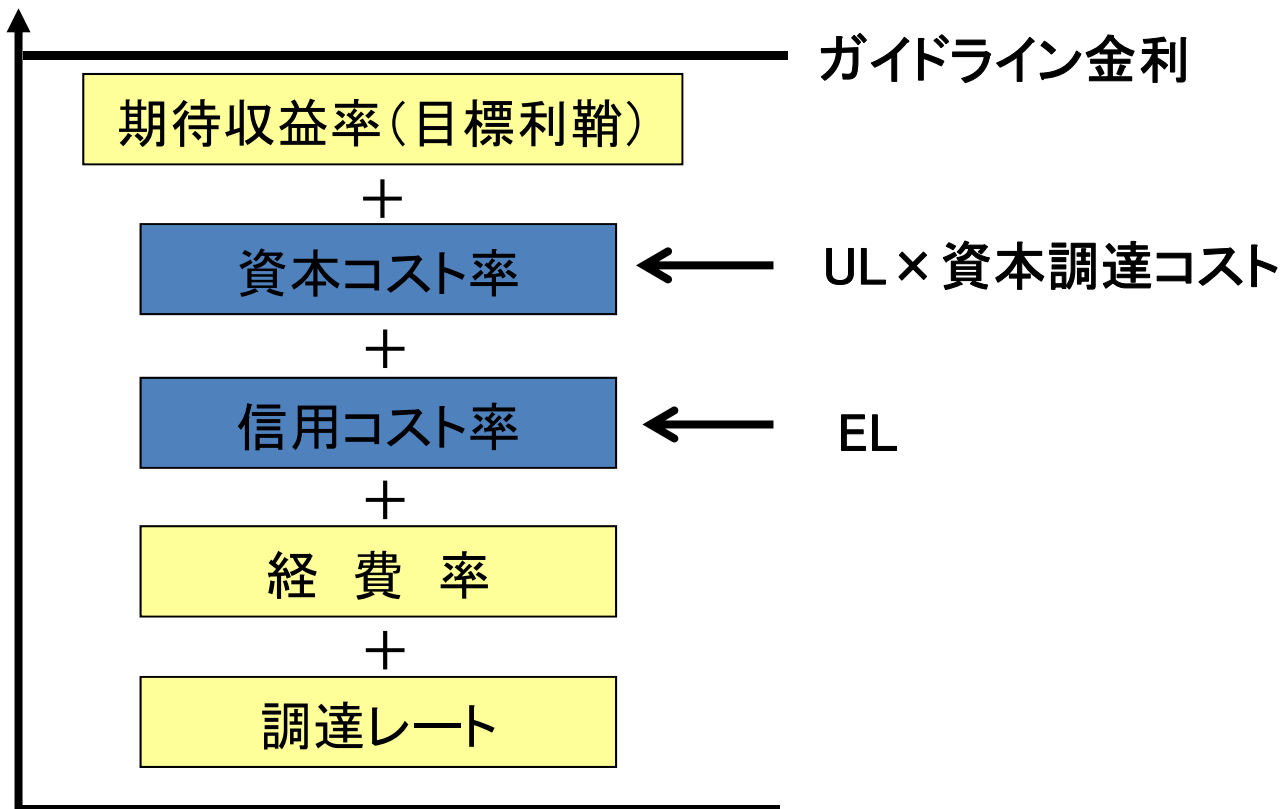 ガイドライン金利
期待収益率(目標利鞘)
+
資本コスト率
UL×資本調達コスト
+
信用コスト率
EL
+
経 費 率
+
調達レート